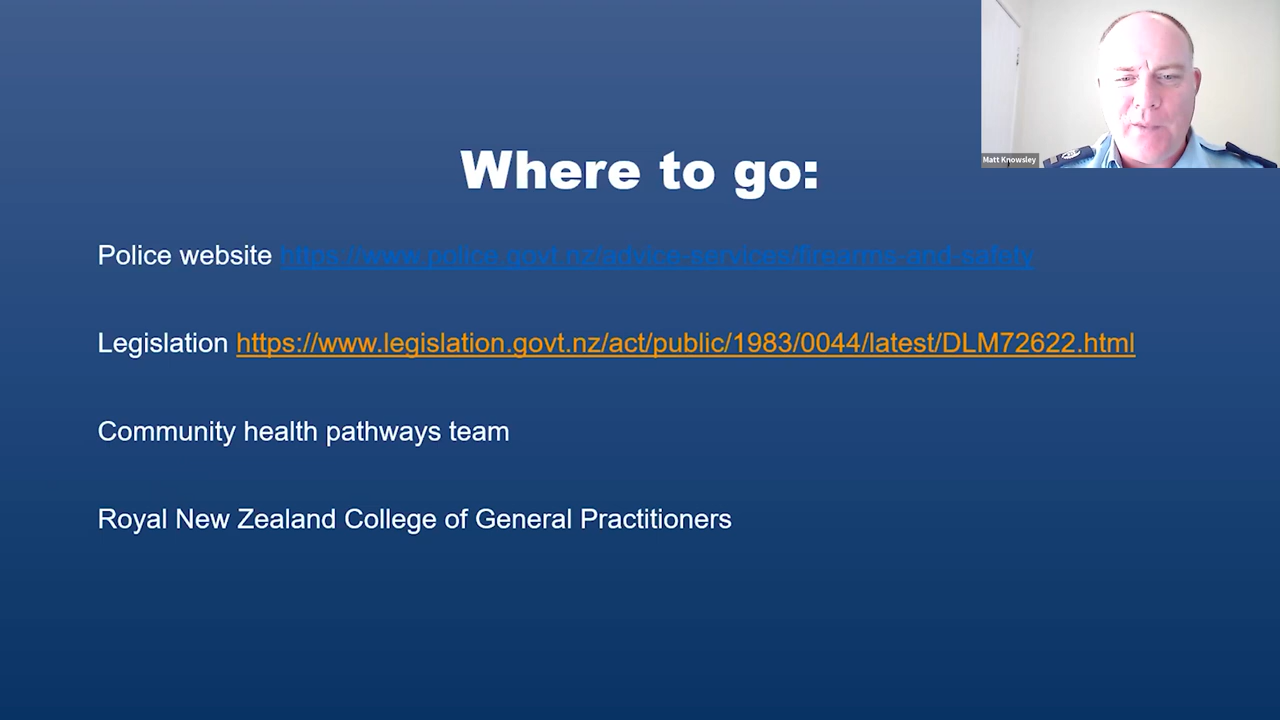 Where to go:
Matt Knowsley
Police website https://www.police.govt.nz/advice-services/firearms-and-safety
Legislation https://www.legislation.govt.nz/act/public/1983/0044/latest/DLM72622.html
Community health pathways team
Royal New Zealand College of General Practitioners